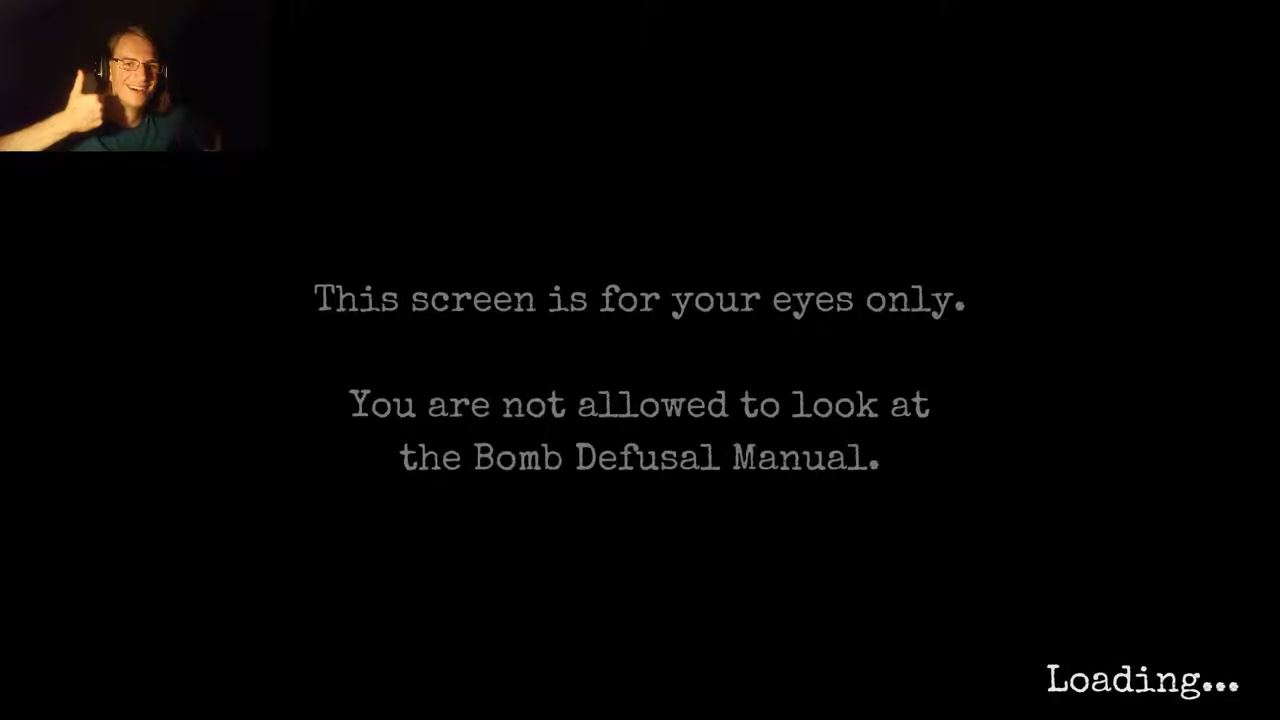 This screen is for your eyes only.
You are not allowed to look at
the Bomb Defusal Manual.
Loading...